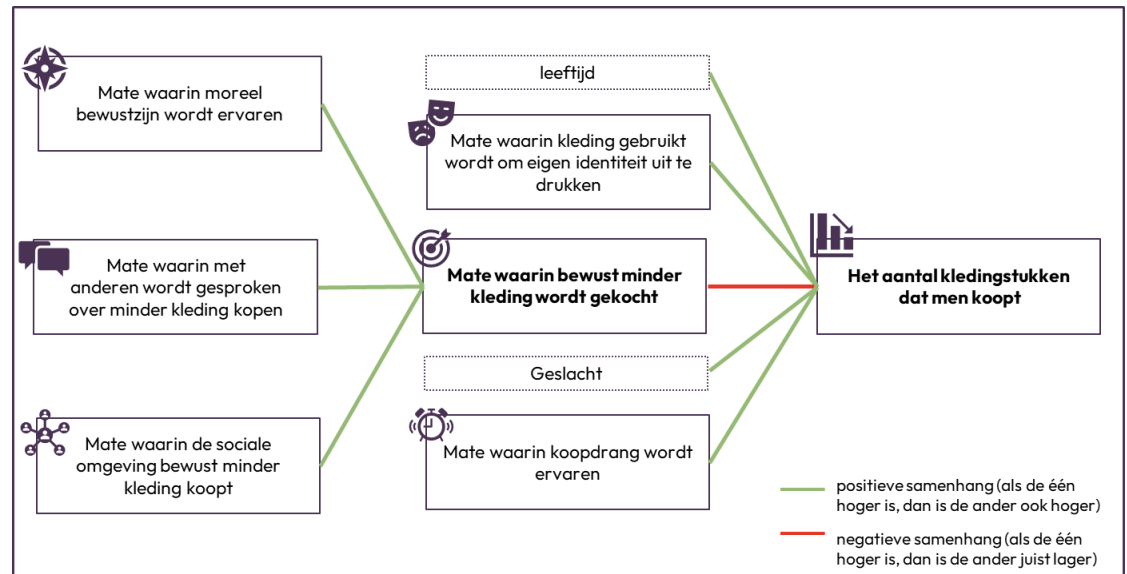 Mate waarin moreel
bewustzijn wordt ervaren
Mate waarin met
anderen wordt gesproken
over minder kleding kopen
Mate waarin de sociale
omgeving bewust minder
kleding koopt
leeftijd
Mate waarin kleding gebruikt
wordt om eigen identiteit uit te
drukken
Mate waarin bewust minder
kleding wordt gekocht
Geslacht
Mate waarin koopdrang wordt
ervaren
Het aantal kledingstukken
dat men koopt
positieve samenhang (als de één
hoger is, dan is de ander ook hoger)
negatieve samenhang (als de één
hoger is, dan is de ander juist lager)